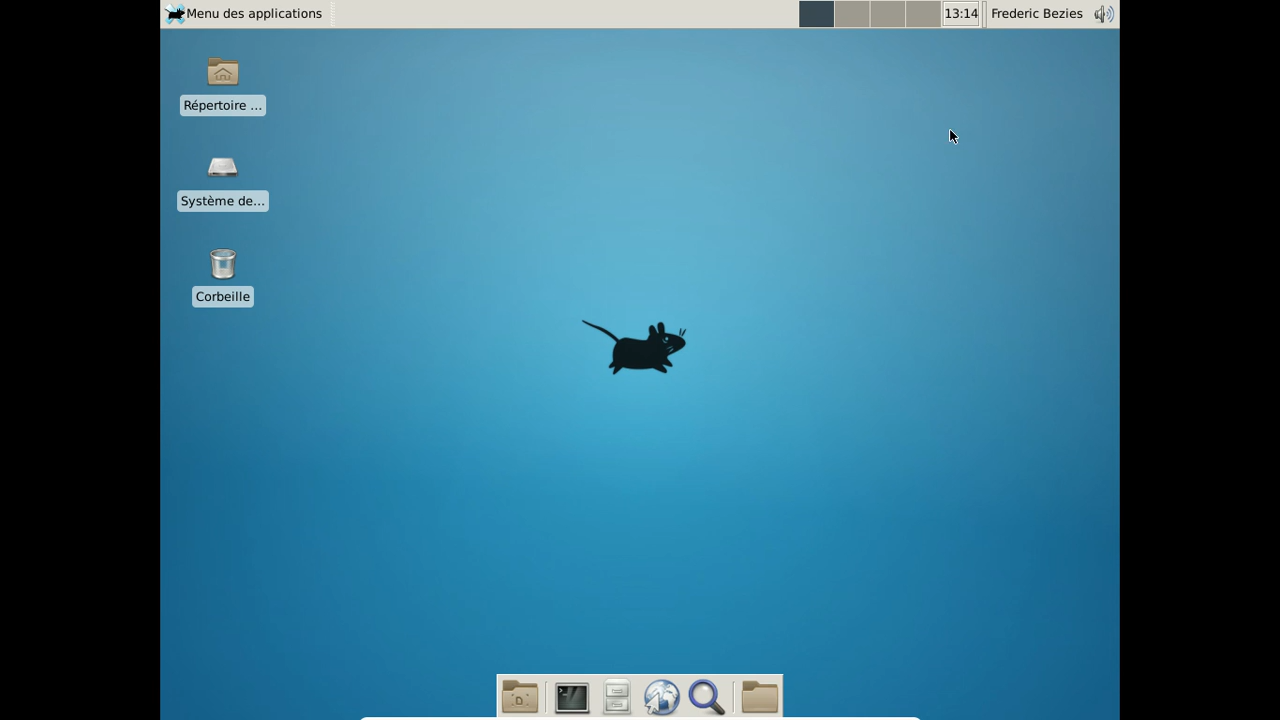 Menu des applications
13:14
Frederic Bezies
Répertoire ...
Système de...
Corbeille